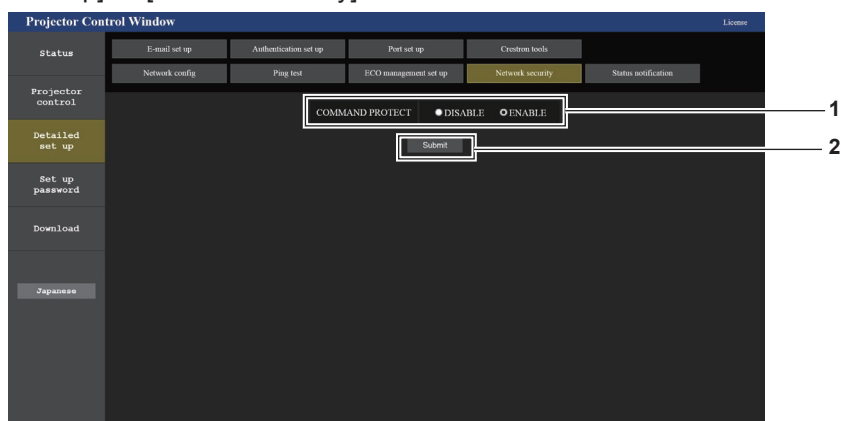 Projector Control Window License
Status
E-mail set up Authentication set up Port set up Crestron tools
Network config Ping test ECO management set up Network security Status notification
Projector
control
COMMAND PROTECT DISABLE ENABLE 1
Detailed
set up
Submit 2
Set up
password
Download
Japanese